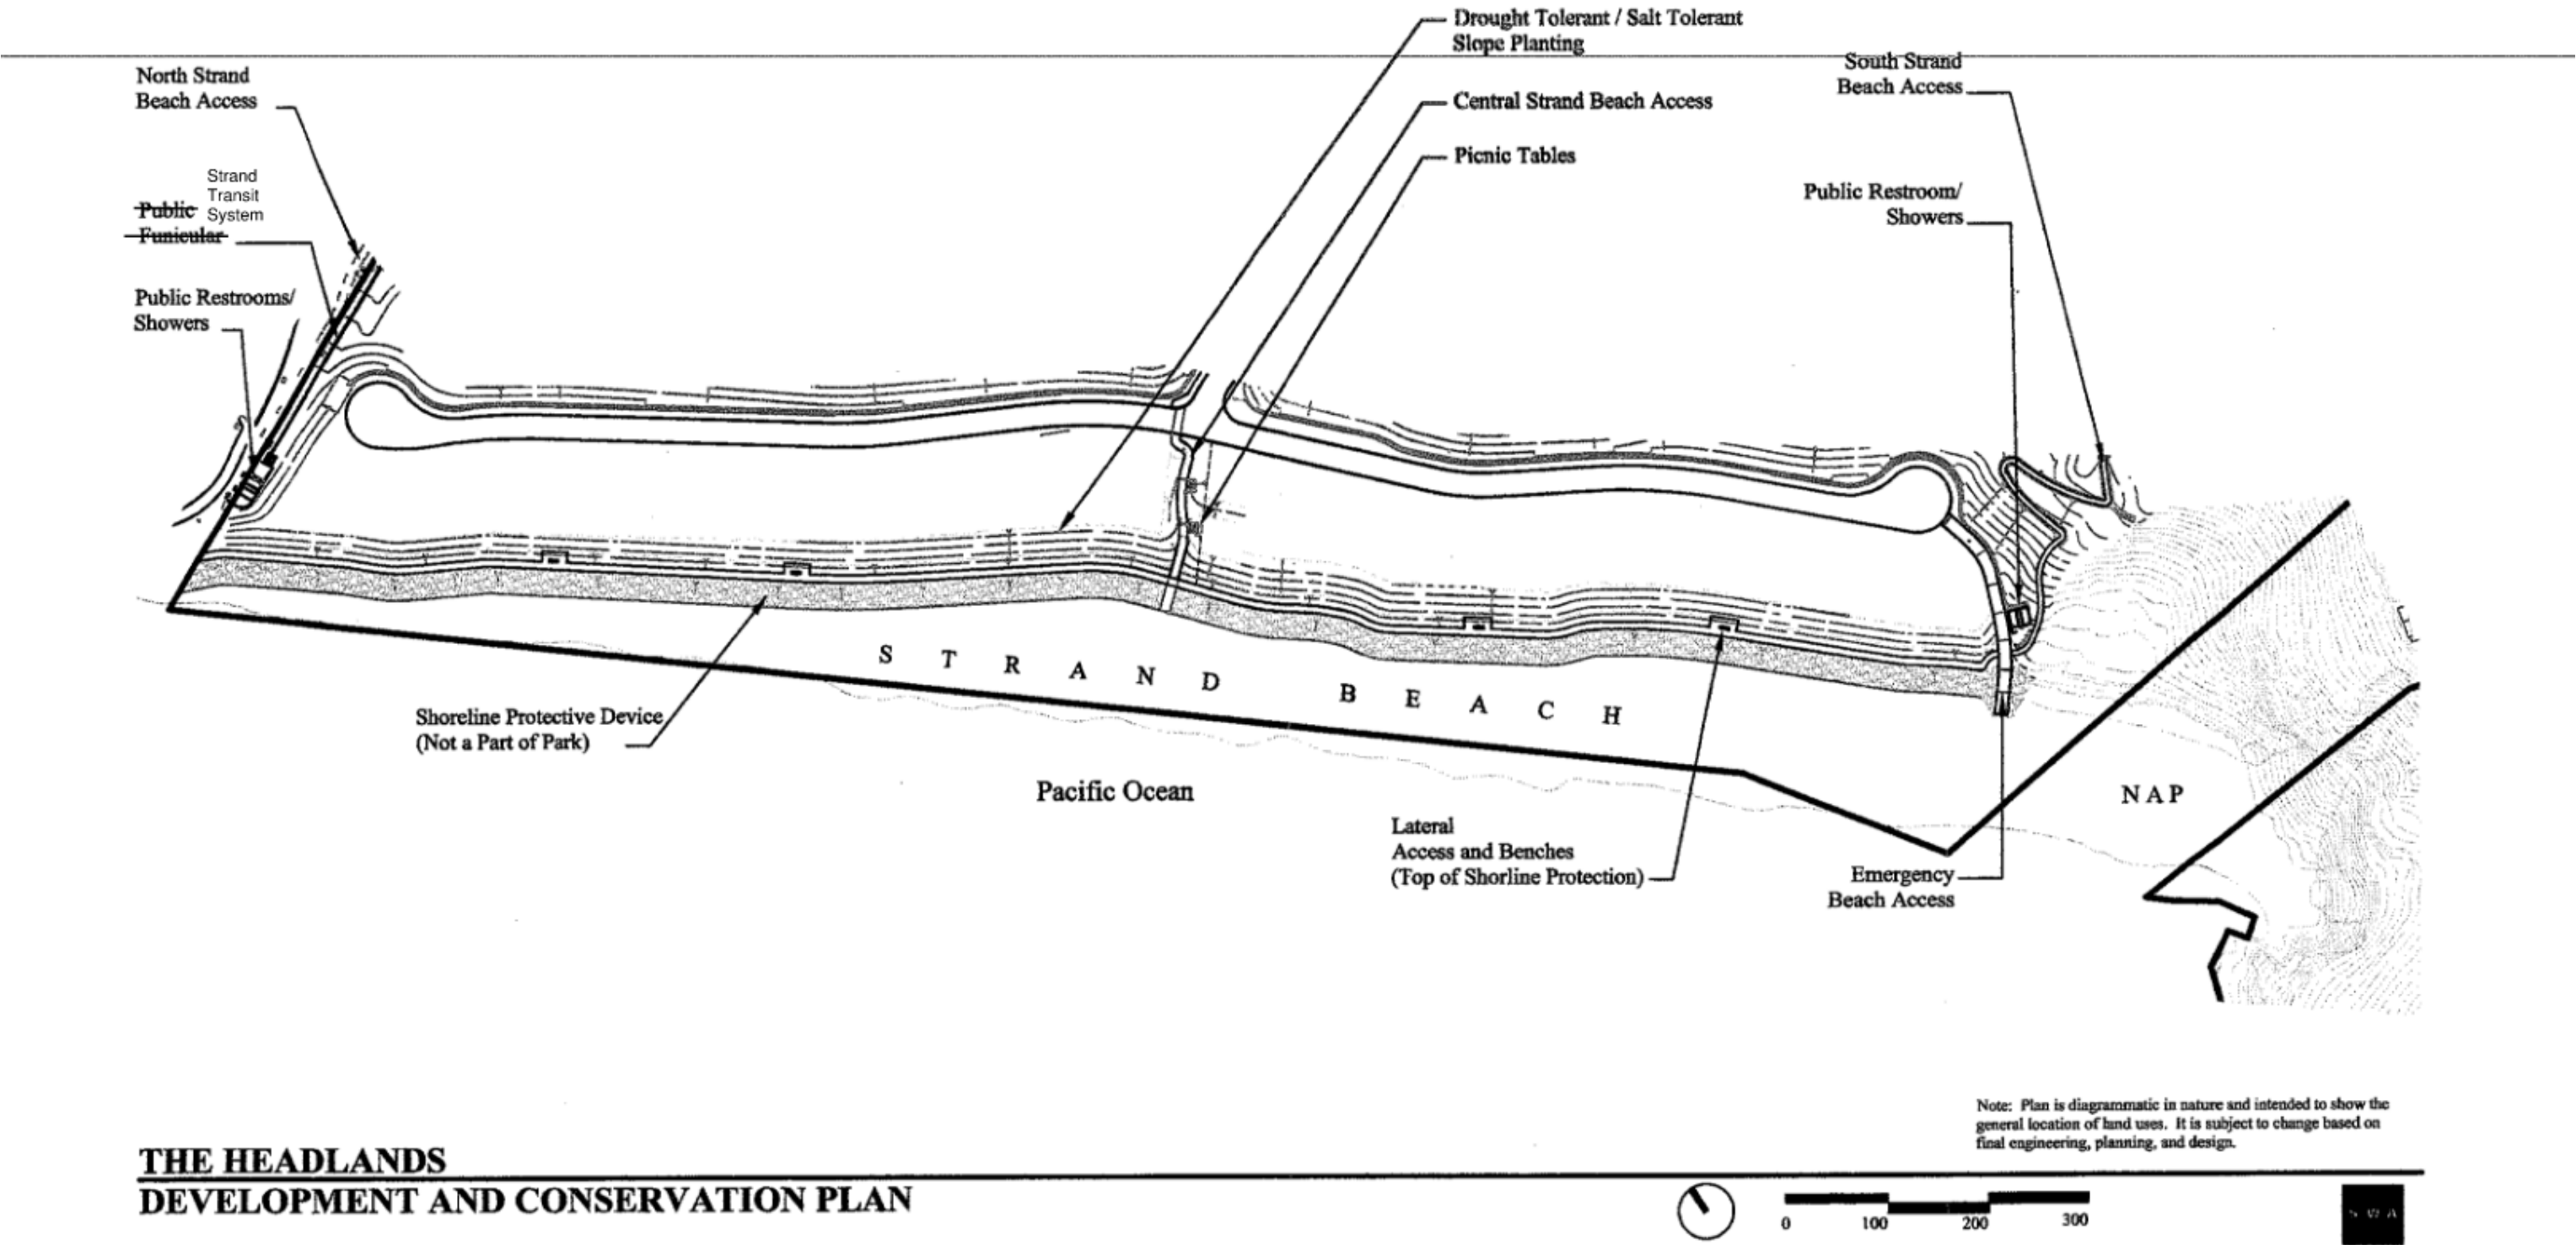 Drought Tolerant / Salt Tolerant
Slope Planting
North Strand
Beach Access
Central Strand Beach Access
South Strand
Beach Access
Picnic Tables
Strand
Transit
System
Public
Funicular
Public Restroom/
Showers
Public Restrooms/
Showers
STRAND BEACH
Shoreline Protective Device
(Not a Part of Park)
Pacific Ocean
NAP
Lateral
Access and Benches
(Top of Shorline Protection)
Emergency
Beach Access
Note: Plan is diagrammatic in nature and intended to show the
general location of land uses. It is subject to change based on
final engineering, planning, and design.
THE HEADLANDS
DEVELOPMENT AND CONSERVATION PLAN
0 100 200 300
SWA